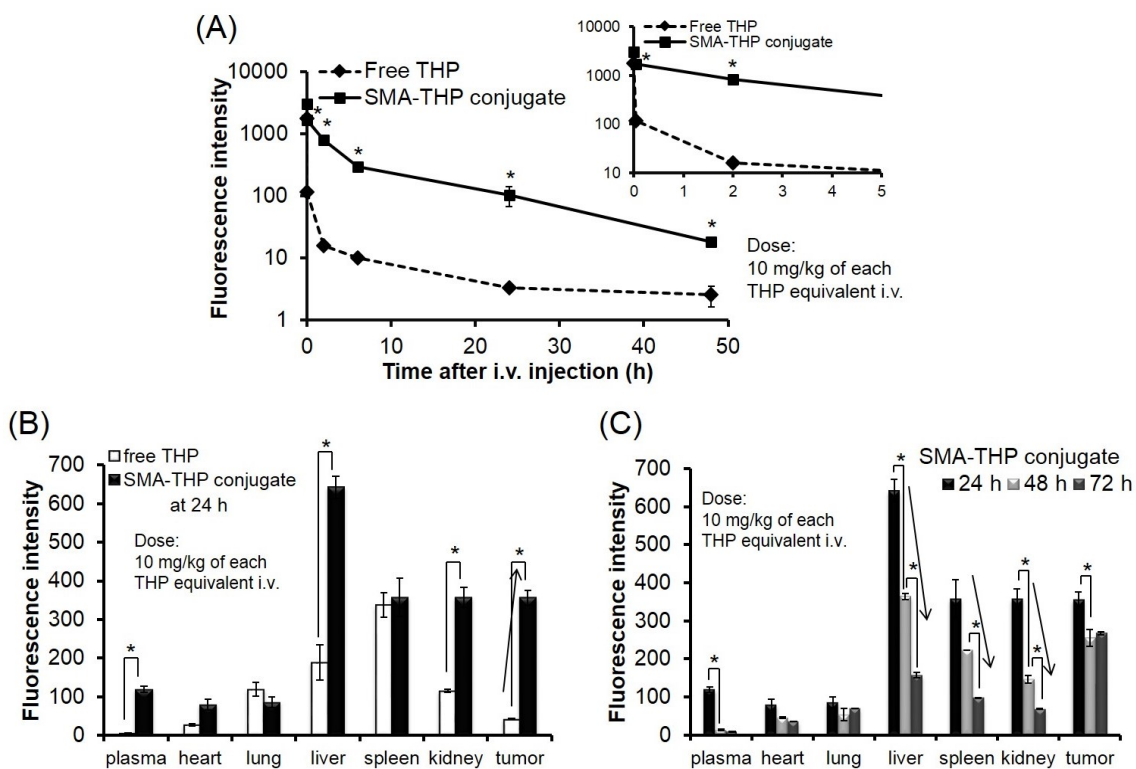 (A)
Fluorescence intensity
10000
1000
100
10
1
Free THP
SMA-THP conjugate
*
*
*
*
*
0 10 20 30 40 50
Time after i.v. injection (h)
10000
1000
100
10
Free THP
SMA-THP conjugate
*
*
0 1 2 3 4 5
Dose:
10 mg/kg of each
THP equivalent i.v.
(B)
Fluorescence intensity
700
600
500
400
300
200
100
0
free THP
SMA-THP conjugate
at 24 h
Dose:
10 mg/kg of each
THP equivalent i.v.
*
*
*
*
plasma heart lung liver spleen kidney tumor
(C)
Fluorescence intensity
700
600
500
400
300
200
100
0
SMA-THP conjugate
24 h 48 h 72 h
Dose:
10 mg/kg of each
THP equivalent i.v.
*
*
*
*
*
*
*
plasma heart lung liver spleen kidney tumor